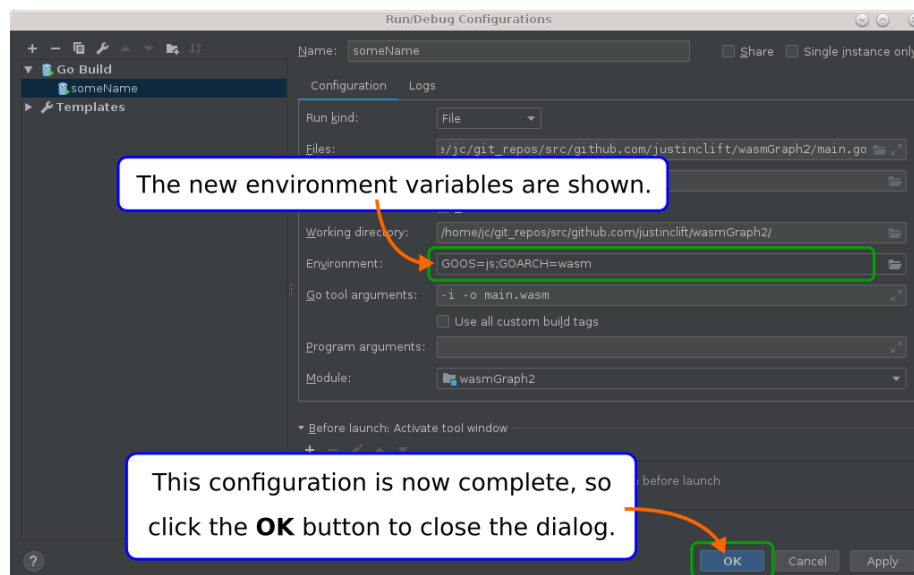 Run/Debug Configurations
Name: someName Share Single instance only
Go Build
someName
Templates
Configuration Logs
Run kind: File
Files: /jc/git_repos/src/github.com/justinclift/wasmGraph2/main.go
The new environment variables are shown.
Working directory: /home/jc/git_repos/src/github.com/justinclift/wasmGraph2/
Environment: GOOS=js;GOARCH=wasm
Go tool arguments: -i -o main.wasm
Use all custom build tags
Program arguments:
Module: wasmGraph2
Before launch: Activate tool window
before launch
This configuration is now complete, so
click the OK button to close the dialog.
? OK Cancel Apply